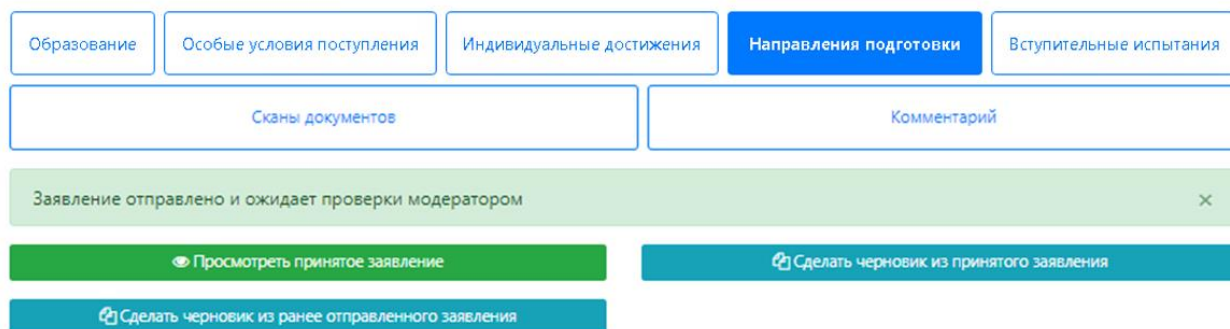 Образование Особые условия поступления Индивидуальные достижения Направления подготовки Вступительные испытания
Сканы документов Комментарий
Заявление отправлено и ожидает проверки модератором ×
Просмотреть принятое заявление Сделать черновик из принятого заявления
Сделать черновик из ранее отправленного заявления